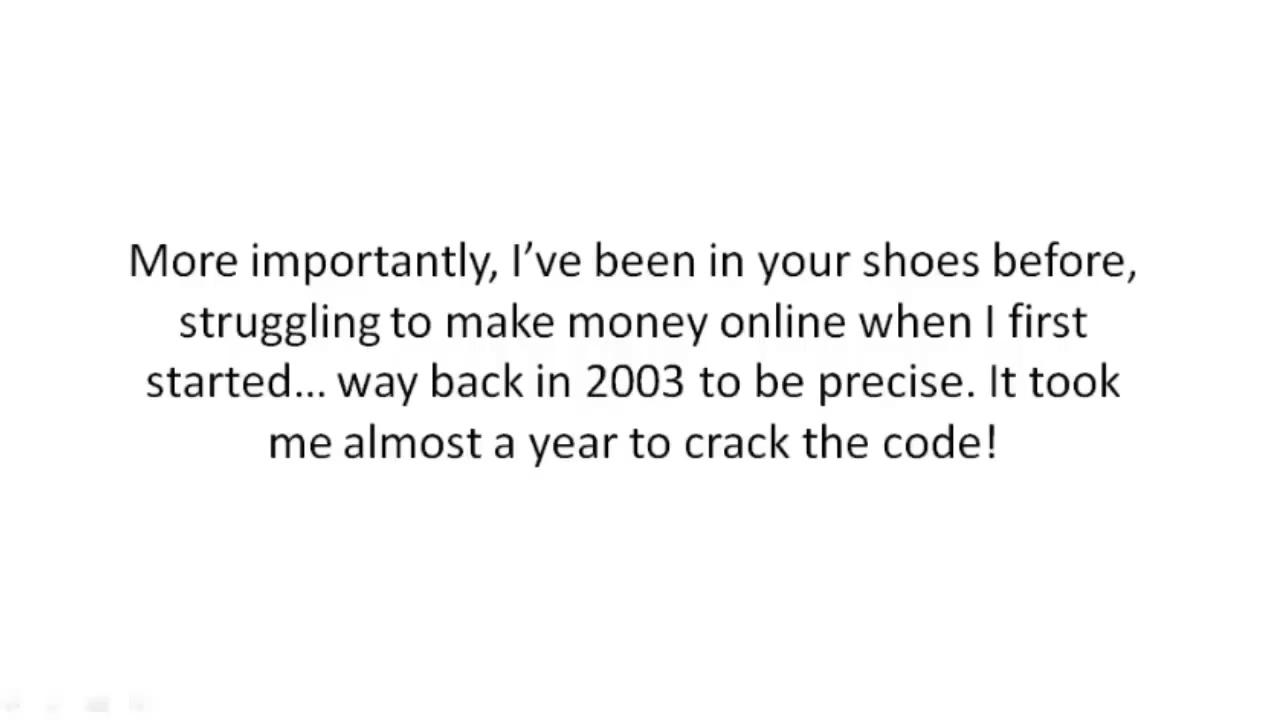 More importantly, I’ve been in your shoes before,
struggling to make money online when I first
started… way back in 2003 to be precise. It took
me almost a year to crack the code!